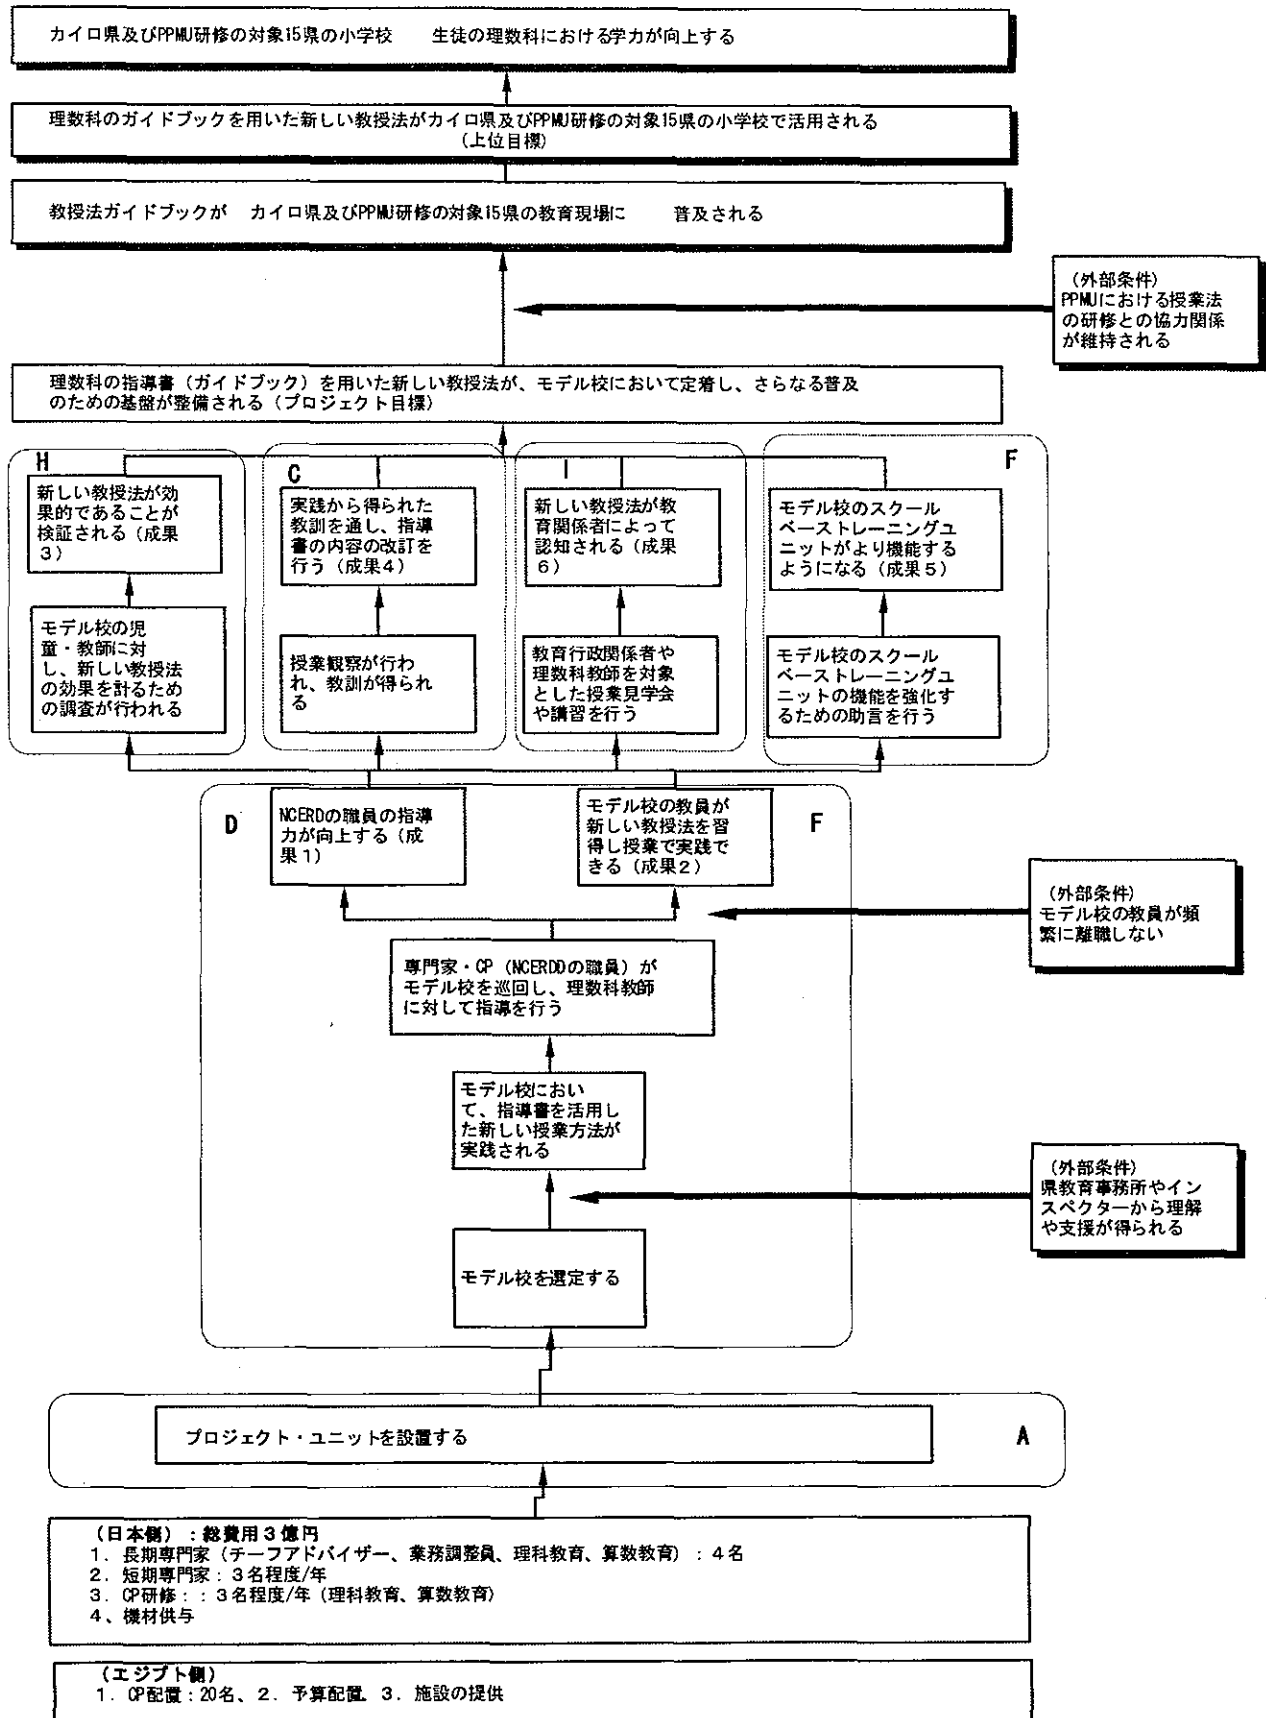 カイロ県及びPPMU研修の対象15県の小学校 生徒の理数科における学力が向上する
理数科のガイドブックを用いた新しい教授法がカイロ県及びPPMU研修の対象15県の小学校で活用される
(上位目標)
教授法ガイドブックが カイロ県及びPPMU研修の対象15県の教育現場に 普及される
(外部条件)
PPMUにおける授業法
の研修との協力関係
が維持される
理数科の指導書(ガイドブック)を用いた新しい教授法が、モデル校において定着し、さらなる普及
のための基盤が整備される(プロジェクト目標)
H
新しい教授法が効
果的であることが
検証される(成果
3)
C
実践から得られた
教訓を通し、指導
書の内容の改訂を
行う(成果4)
I
新しい教授法が教
育関係者によって
認知される(成果
6)
F
モデル校のスクール
ベーストレーニングユ
ニットがより機能する
ようになる(成果5)
モデル校の児
童・教師に対
し、新しい教授法
の効果を計るため
の調査が行われる
授業観察が行わ
れ、教訓が得られ
る
教育行政関係者や
理数科教師を対象
とした授業見学会
や講習を行う
モデル校のスクール
ベーストレーニングユ
ニットの機能を強化す
るための助言を行う
D
NCERDの職員の指導
力が向上する(成
果1)
モデル校の教員が
新しい教授法を習
得し授業で実践で
きる(成果2)
F
(外部条件)
モデル校の教員が頻
繁に離職しない
専門家・CP(NCERDDの職員)が
モデル校を巡回し、理数科教師
に対して指導を行う
モデル校におい
て、指導書を活用し
た新しい授業方法が
実践される
(外部条件)
県教育事務所やイン
スペクターから理解
や支援が得られる
モデル校を選定する
プロジェクト・ユニットを設置する
A
(日本側):総費用3億円
1. 長期専門家(チーフアドバイザー、業務調整員、理科教育、算数教育):4名
2. 短期専門家:3名程度/年
3. CP研修::3名程度/年(理科教育、算数教育)
4、機材供与
(エジプト側)
1. CP配置:20名、2. 予算配置、3. 施設の提供